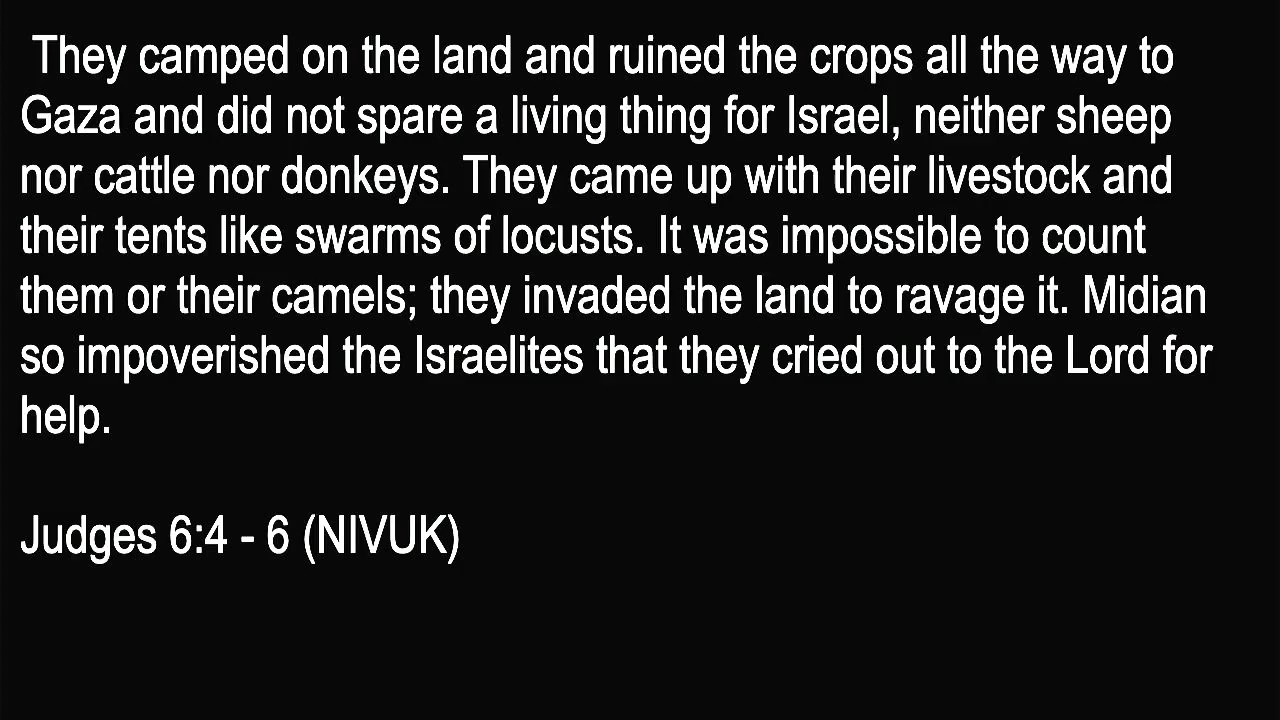 They camped on the land and ruined the crops all the way to
Gaza and did not spare a living thing for Israel, neither sheep
nor cattle nor donkeys. They came up with their livestock and
their tents like swarms of locusts. It was impossible to count
them or their camels; they invaded the land to ravage it. Midian
so impoverished the Israelites that they cried out to the Lord for
help.
Judges 6:4 - 6 (NIVUK)